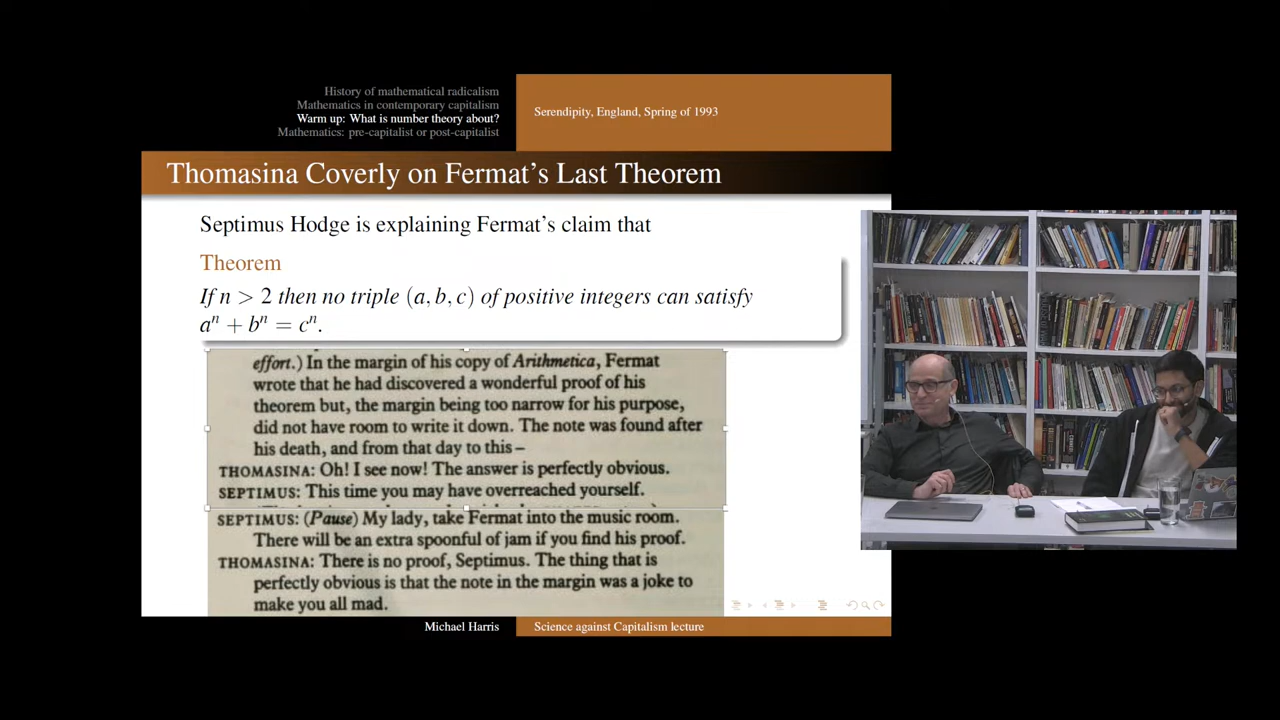 History of mathematical radicalism
Mathematics in contemporary capitalism
Warm up: What is number theory about?
Mathematics: pre-capitalist or post-capitalist
Serendipity, England, Spring of 1993
Thomasina Coverly on Fermat's Last Theorem
Septimus Hodge is explaining Fermat's claim that
Theorem
If n > 2 then no triple (a, b, c) of positive integers can satisfy
aⁿ + bⁿ = cⁿ.
effort.) In the margin of his copy of Arithmetica, Fermat
wrote that he had discovered a wonderful proof of his
theorem but, the margin being too narrow for his purpose,
did not have room to write it down. The note was found after
his death, and from that day to this –
THOMASINA: Oh! I see now! The answer is perfectly obvious.
SEPTIMUS: This time you may have overreached yourself.
SEPTIMUS: (Pause) My lady, take Fermat into the music room.
There will be an extra spoonful of jam if you find his proof.
THOMASINA: There is no proof, Septimus. The thing that is
perfectly obvious is that the note in the margin was a joke to
make you all mad.
Michael Harris
Science against Capitalism lecture